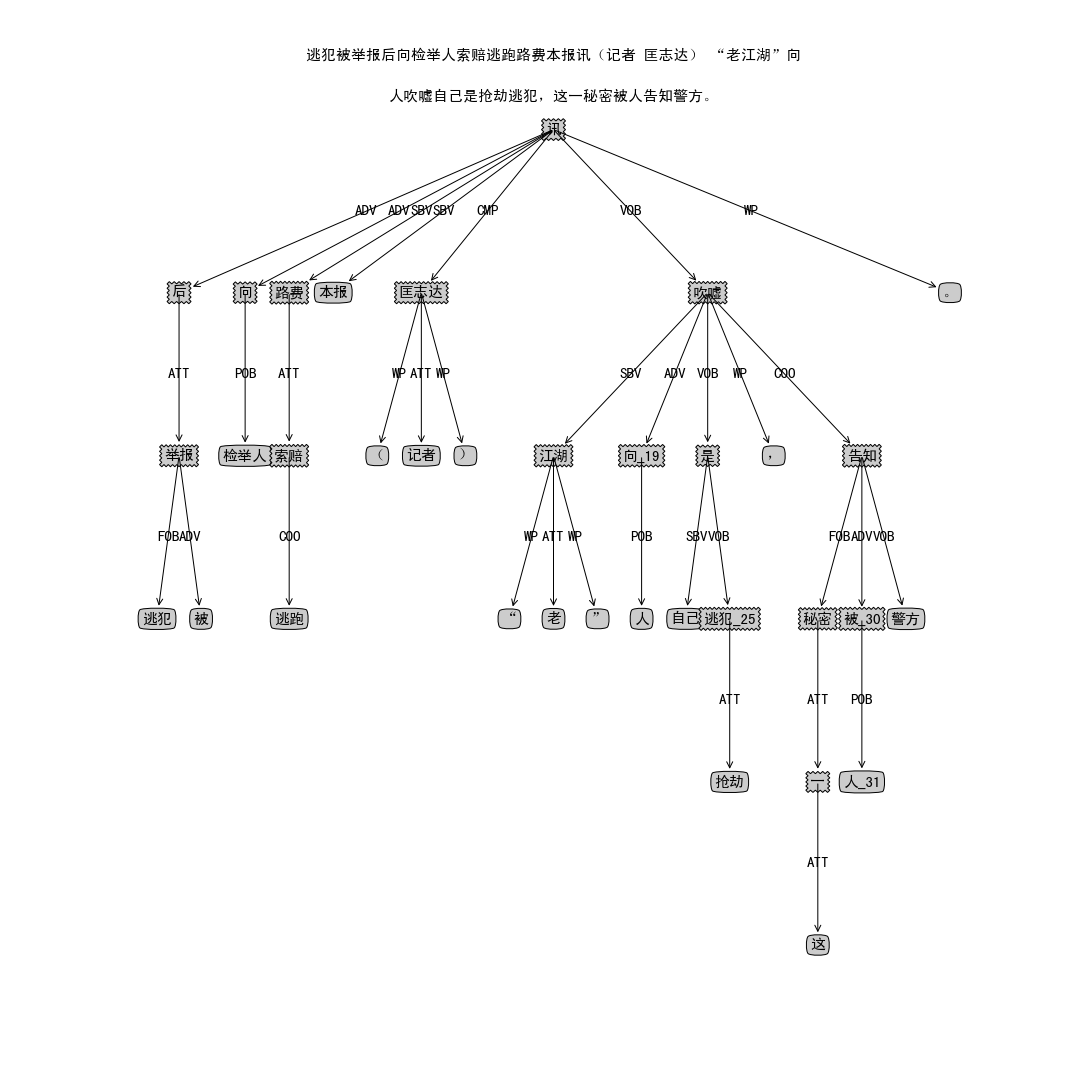 逃犯被举报后向检举人索赔逃跑路费本报讯（记者 匡志达） “老江湖”向
人吹嘘自己是抢劫逃犯，这一秘密被人告知警方。
讯
ADV ADV SBV SBV CMP VOB WP
后 向 路费 本报 匡志达 吹嘘 。
ATT POB ATT WP ATT WP SBV ADV VOB WP COO
举报 检举人 索赔 （ 记者 ） 江湖 向_19 是 ， 告知
FOB ADV COO WP ATT WP POB SBV VOB FOB ADV VOB
逃犯 被 逃跑 “ 老 ” 人 自己 逃犯_25 秘密 被_30 警方
ATT ATT POB
抢劫 一 人_31
ATT
这